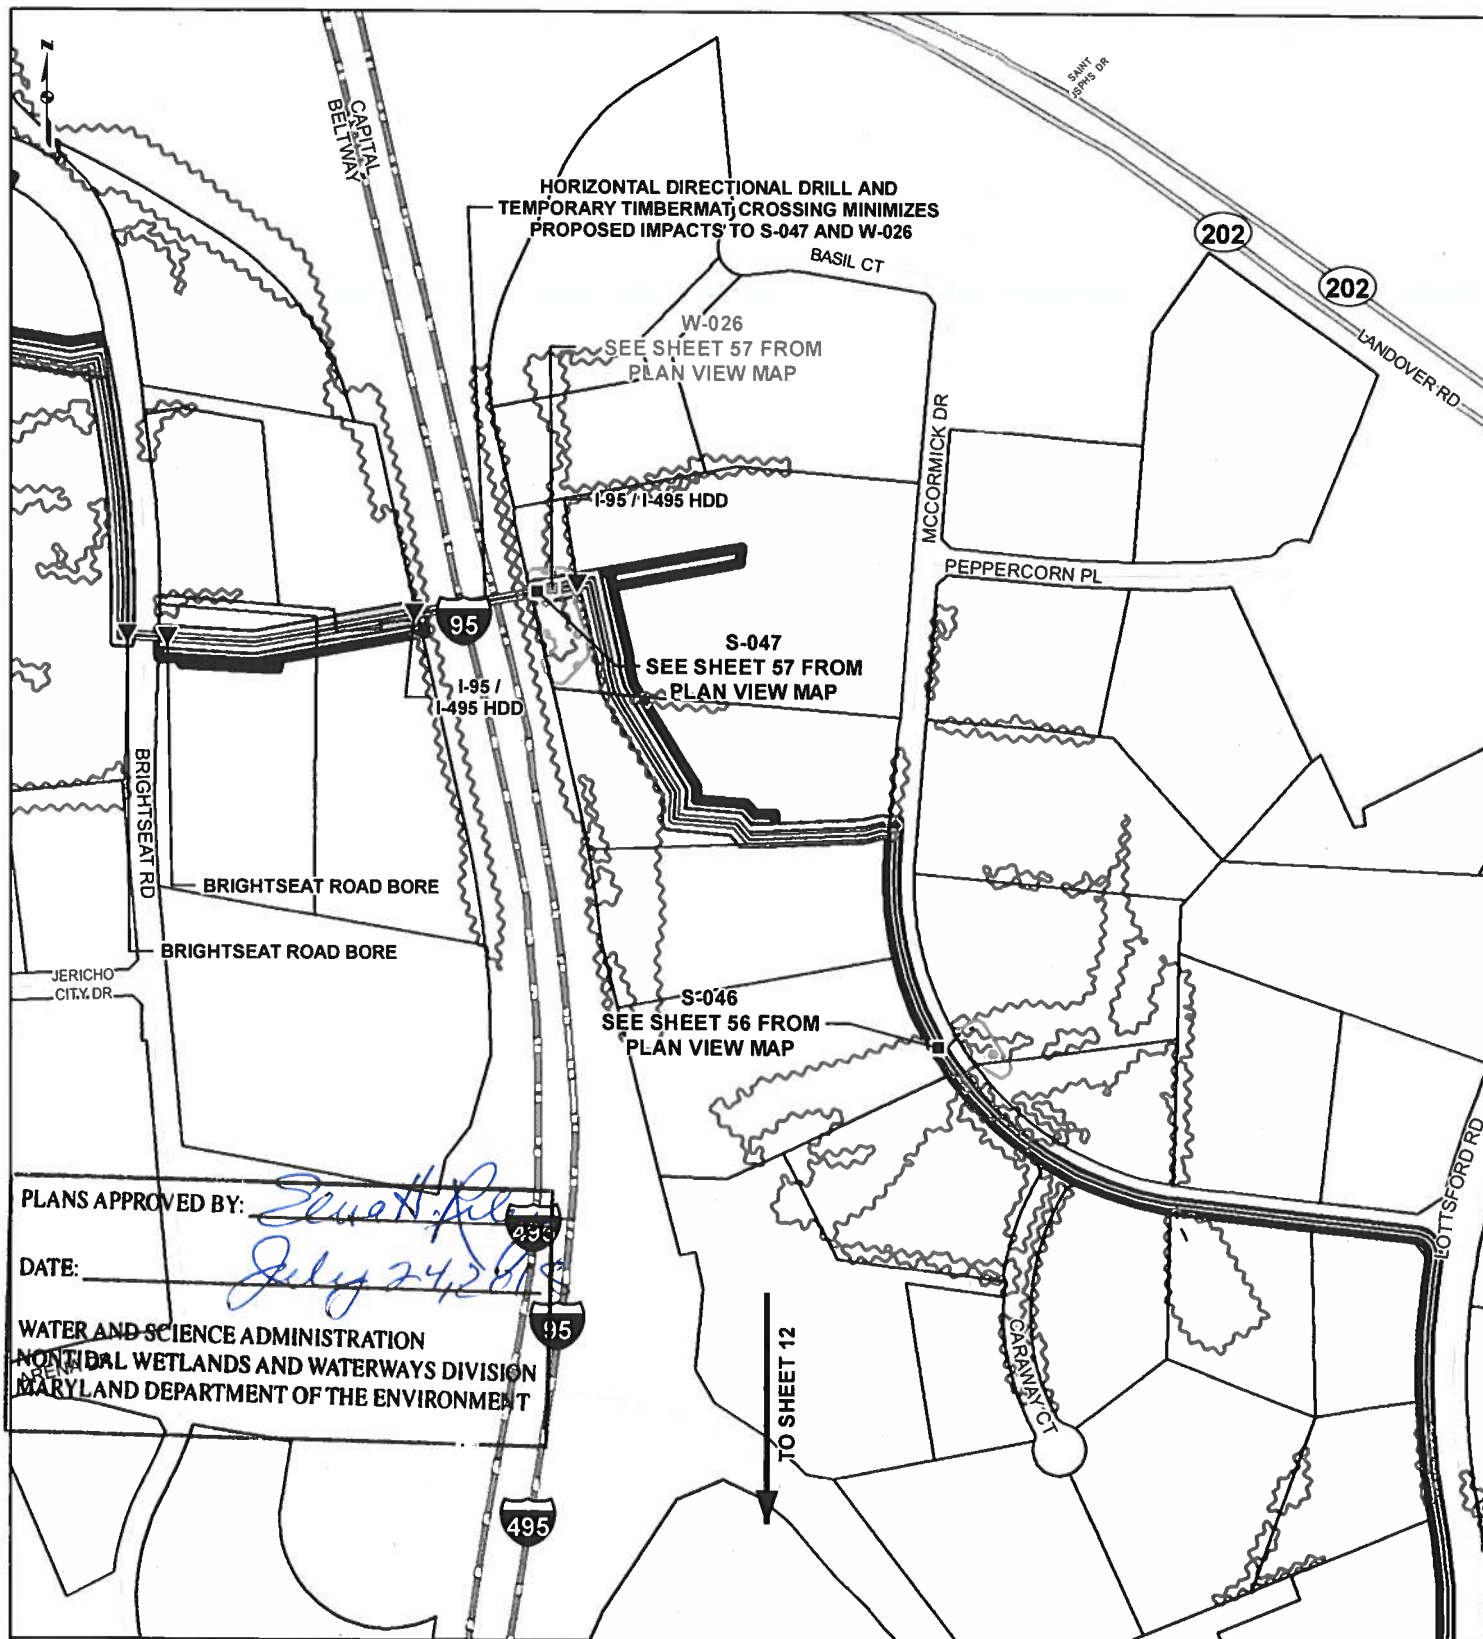 N
SAINT
JSPHS DR
CAPITAL
BELTWAY
HORIZONTAL DIRECTIONAL DRILL AND
TEMPORARY TIMBERMAT CROSSING MINIMIZES
PROPOSED IMPACTS TO S-047 AND W-026
202
BASIL CT
202
W-026
SEE SHEET 57 FROM
PLAN VIEW MAP
LANDOVER RD
MCCORMICK DR
I-95 / I-495 HDD
PEPPERCORN PL
95
S-047
SEE SHEET 57 FROM
PLAN VIEW MAP
I-95 /
I-495 HDD
BRIGHTSEAT RD
BRIGHTSEAT ROAD BORE
BRIGHTSEAT ROAD BORE
JERICHO
CITY DR
S-046
SEE SHEET 56 FROM
PLAN VIEW MAP
LOTTSFORD RD
PLANS APPROVED BY:
495
DATE: July 24, 2018
95
WATER AND SCIENCE ADMINISTRATION
NONTIDAL WETLANDS AND WATERWAYS DIVISION
MARYLAND DEPARTMENT OF THE ENVIRONMENT
CARAWAY CT
TO SHEET 12
495